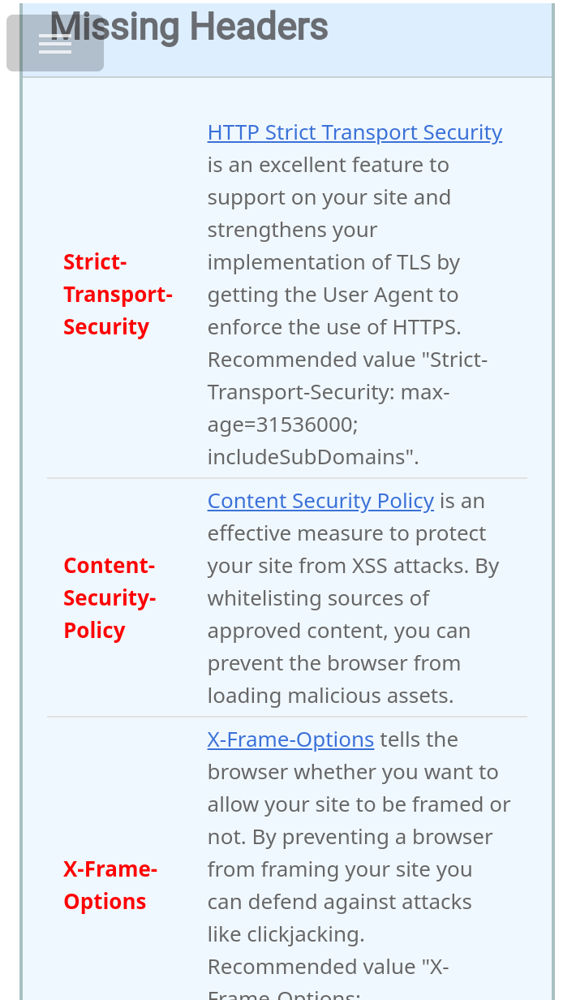 Missing Headers
HTTP Strict Transport Security
is an excellent feature to
support on your site and
strengthens your
Strict-
implementation of TLS by
Transport-
getting the User Agent to
Security
enforce the use of HTTPS.
Recommended value "Strict-
Transport-Security: max-
age=31536000;
includeSubDomains".
Content Security Policy is an
effective measure to protect
Content-
your site from XSS attacks. By
Security-
whitelisting sources of
Policy
approved content, you can
prevent the browser from
loading malicious assets.
X-Frame-Options tells the
browser whether you want to
allow your site to be framed or
not. By preventing a browser
X-Frame-
from framing your site you
Options
can defend against attacks
like clickjacking.
Recommended value "X-
Frame-Options: